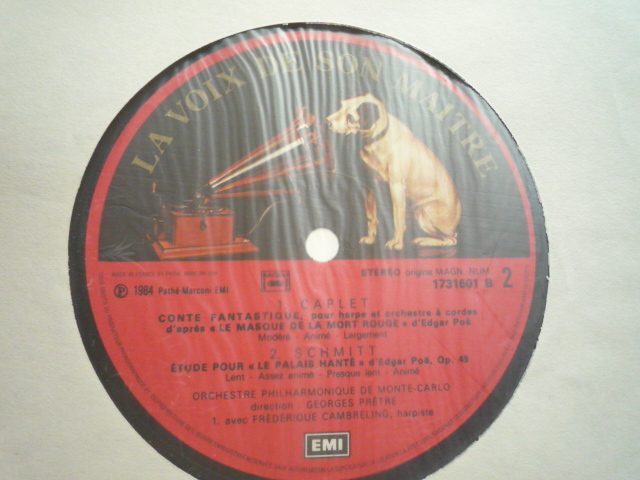 LA VOIX DE SON MAITRE
MADE IN FRANCE BY PATHE MARCONI EMI
STEREO origine MAGN. NUM.
℗ 1984 Pathé-Marconi EMI
1731601 B 2
1. CAPLET
CONTE FANTASTIQUE, pour harpe et orchestre à cordes
d'après « LE MASQUE DE LA MORT ROUGE » d'Edgar Poë
Modéré - Animé - Largement
2. SCHMITT
ÉTUDE POUR « LE PALAIS HANTÉ » d'Edgar Poë, Op. 49
Lent - Assez animé - Presque lent - Animé
ORCHESTRE PHILHARMONIQUE DE MONTE-CARLO
direction GEORGES PRÊTRE
1. avec FRÉDÉRIQUE CAMBRELING, harpiste
EMI